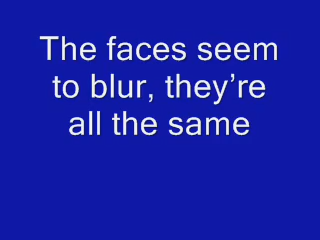 The faces seem
to blur, they’re
all the same